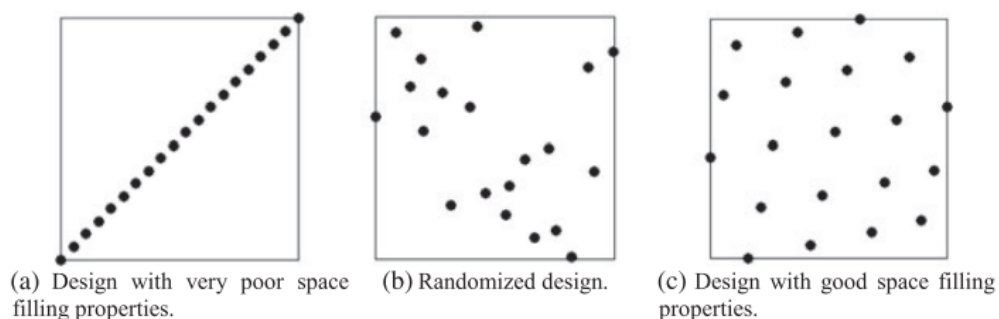 (a) Design with very poor space
filling properties.
(b) Randomized design.
(c) Design with good space filling
properties.